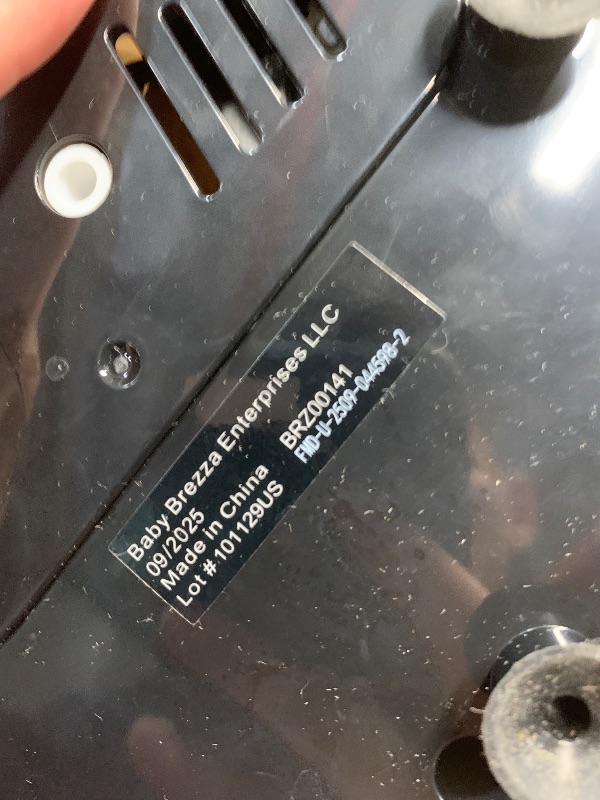 Baby Brezza Enterprises LLC
09/2025
Made in China BRZ00141
Lot # 101129US FMD-U-2509-044598-2